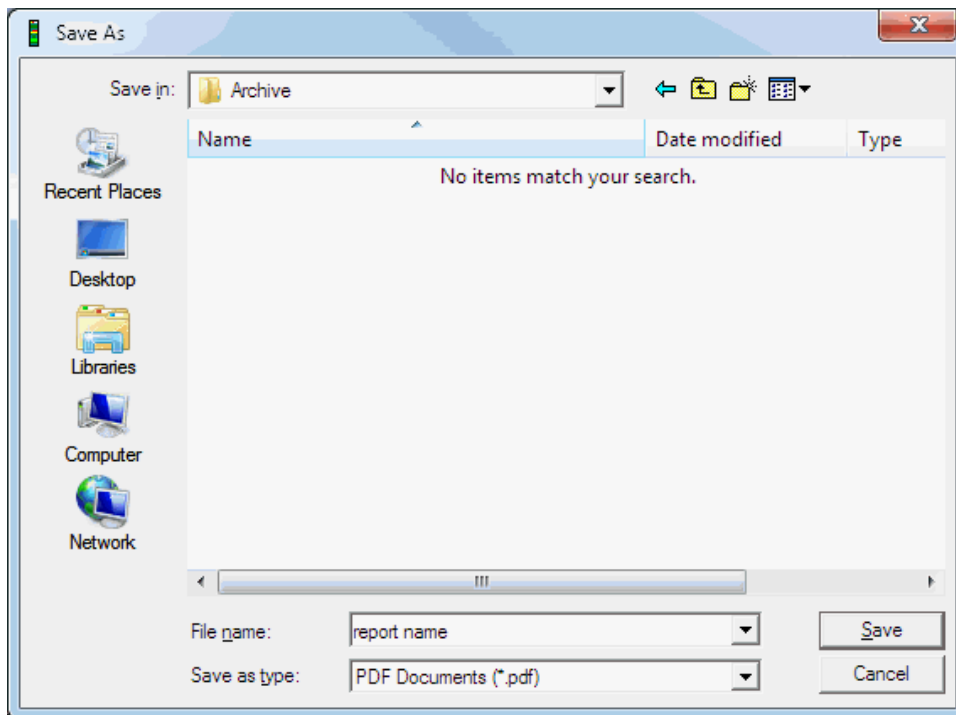 Save As
Save in: Archive
Name Date modified Type
No items match your search.
Recent Places
Desktop
Libraries
Computer
Network
File name: report name Save
Save as type: PDF Documents (*.pdf) Cancel